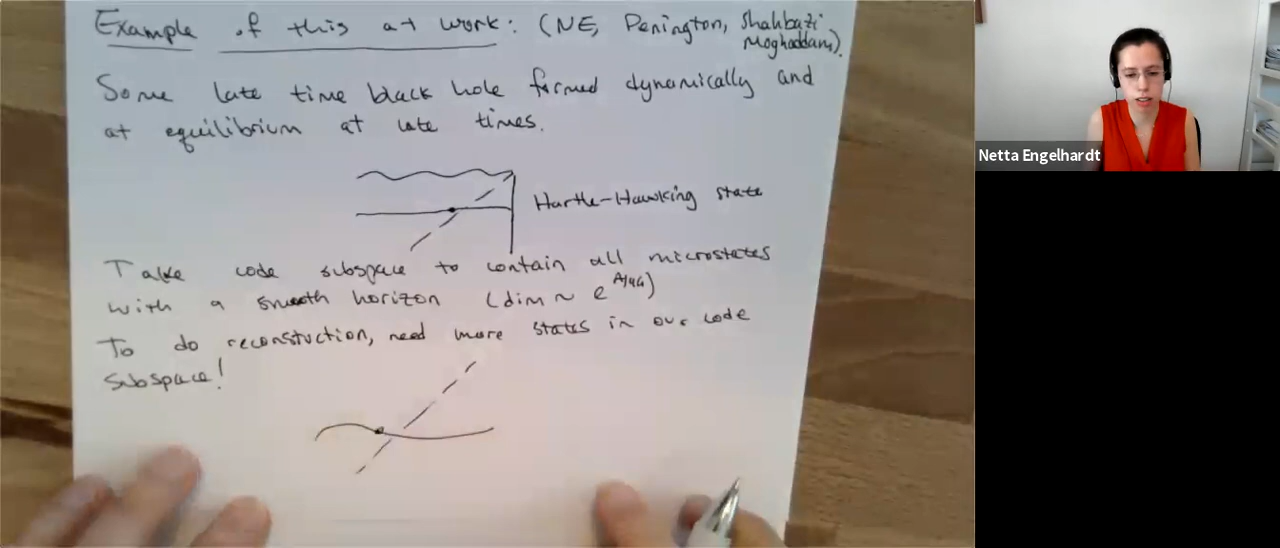 Example of this at work: (NE, Penington, Shahbazi
Moghaddam).
Some late time black hole formed dynamically and
at equilibrium at late times.
Hartle-Hawking state
Take code subspace to contain all microstates
with a smooth horizon (dim ~ e^{A/4G})
To do reconstuction, need more states in our code
subspace!
Netta Engelhardt